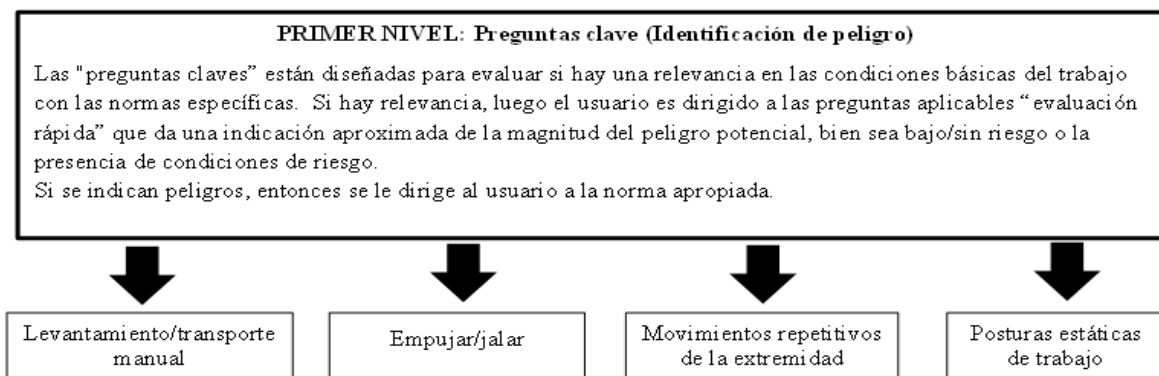 PRIMER NIVEL: Preguntas clave (Identificación de peligro)
Las "preguntas claves” están diseñadas para evaluar si hay una relevancia en las condiciones básicas del trabajo
con las normas específicas. Si hay relevancia, luego el usuario es dirigido a las preguntas aplicables “evaluación
rápida” que da una indicación aproximada de la magnitud del peligro potencial, bien sea bajo/sin riesgo o la
presencia de condiciones de riesgo.
Si se indican peligros, entonces se le dirige al usuario a la norma apropiada.
Levantamiento/transporte
manual
Empujar/jalar
Movimientos repetitivos
de la extremidad
Posturas estáticas
de trabajo